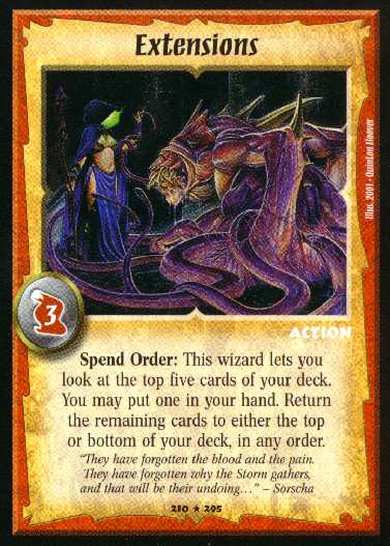 Extensions
Illus. 2001 - Quinton Hoover
3
ACTION
Spend Order: This wizard lets you
look at the top five cards of your deck.
You may put one in your hand. Return
the remaining cards to either the top
or bottom of your deck, in any order.
"They have forgotten the blood and the pain.
They have forgotten why the Storm gathers,
and that will be their undoing…" – Sorscha
210 ★ 295